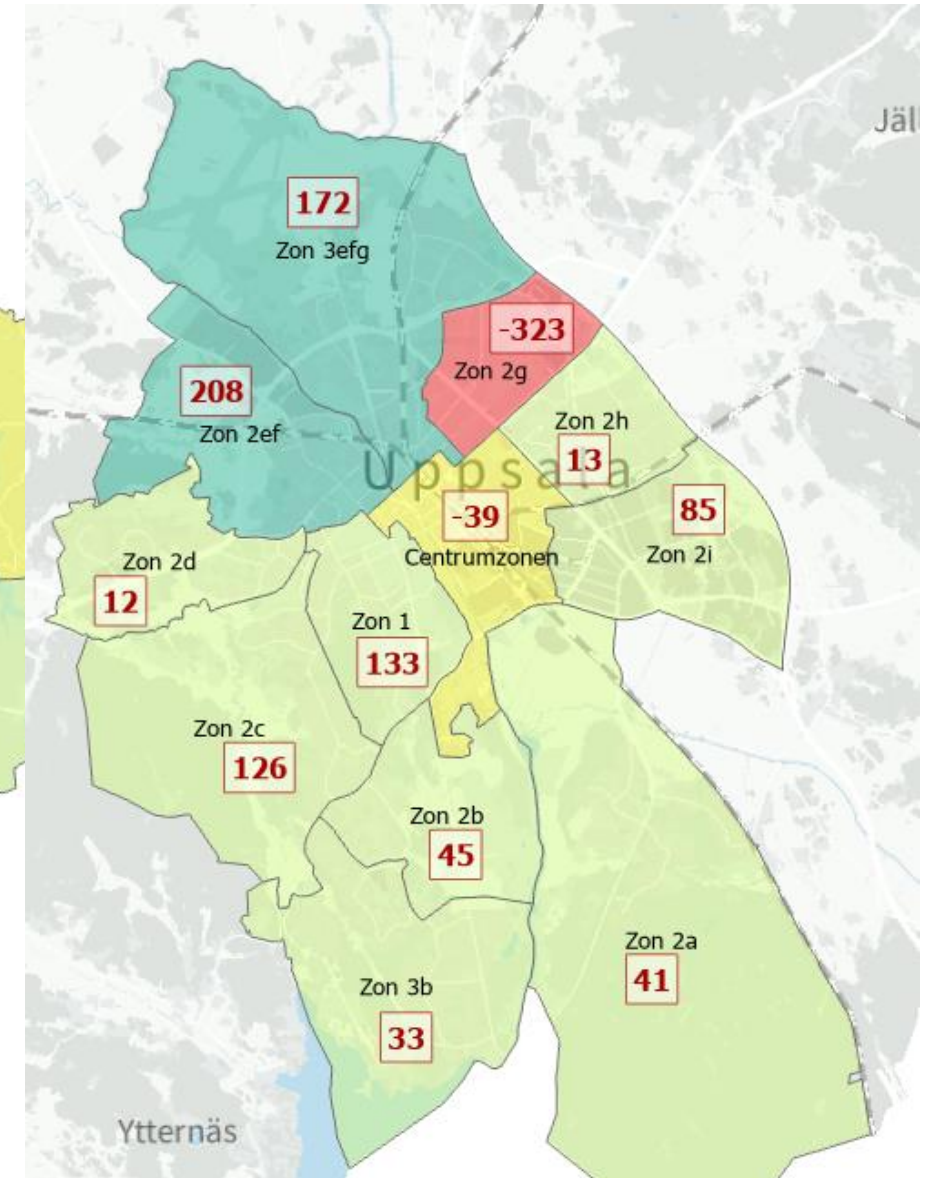 Jäl
172
Zon 3efg
-323
Zon 2g
208
Zon 2ef
Zon 2h
13
Uppsala
85
Zon 2i
-39
Centrumzonen
Zon 2d
12
Zon 1
133
Zon 2c
126
Zon 2b
45
Zon 2a
41
Zon 3b
33
Ytternäs